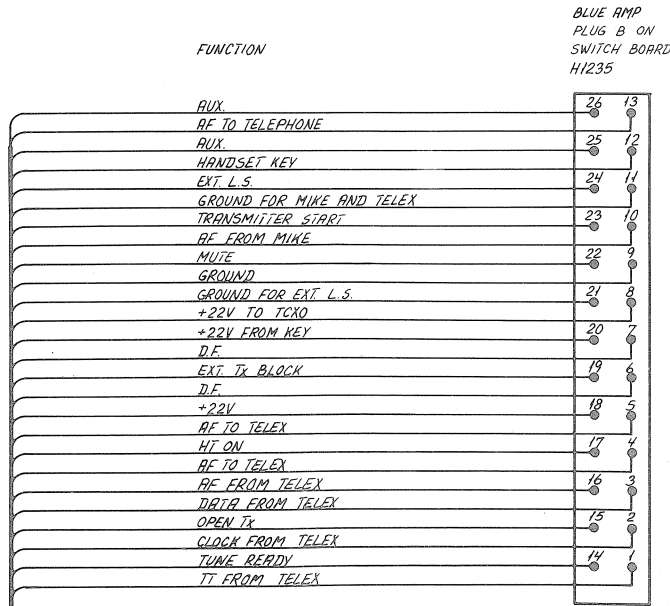 BLUE AMP
PLUG B ON
SWITCH BOARD
H1235
FUNCTION
AUX. 26 13
AF TO TELEPHONE
AUX. 25 12
HANDSET KEY
EXT. L.S. 24 11
GROUND FOR MIKE AND TELEX
TRANSMITTER START 23 10
AF FROM MIKE
MUTE 22 9
GROUND
GROUND FOR EXT. L.S. 21 8
+22V TO TCXO
+22V FROM KEY 20 7
D.F.
EXT. Tx BLOCK 19 6
D.F.
+22V 18 5
AF TO TELEX
HT ON 17 4
AF TO TELEX
AF FROM TELEX 16 3
DATA FROM TELEX
OPEN Tx 15 2
CLOCK FROM TELEX
TUNE READY 14 1
TT FROM TELEX